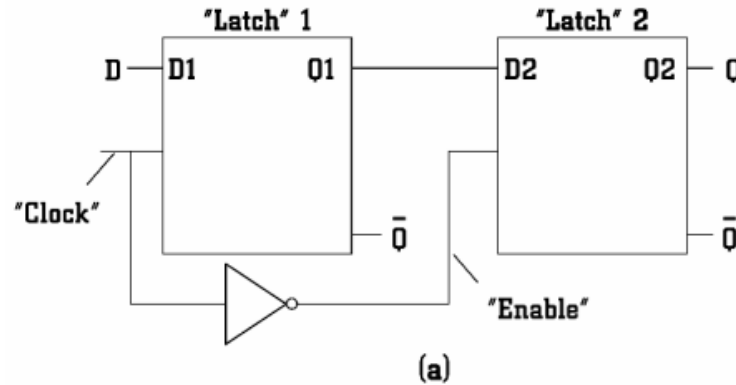 "Latch" 1 "Latch" 2
D D1 Q1 D2 Q2 Q
"Clock"
Q̅ Q̅
"Enable"
(a)